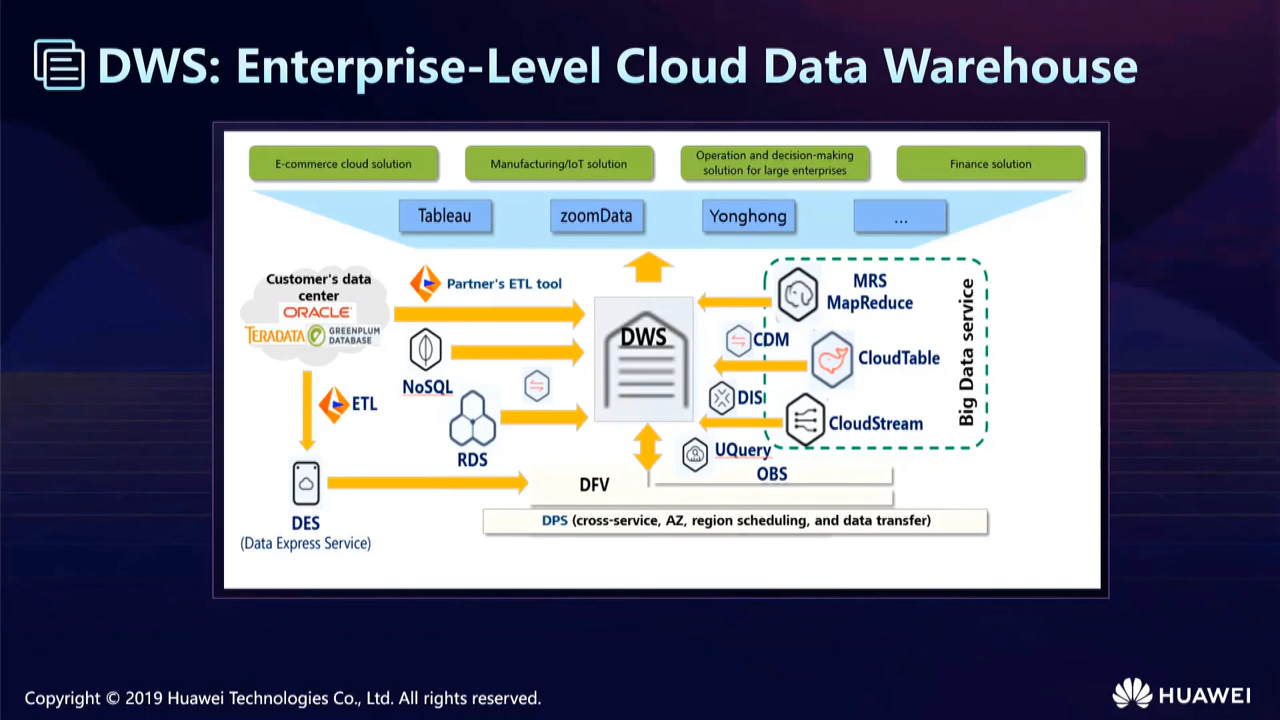 DWS: Enterprise-Level Cloud Data Warehouse
E-commerce cloud solution
Manufacturing/IoT solution
Operation and decision-making
solution for large enterprises
Finance solution
Tableau
zoomData
Yonghong
...
Customer's data
center
ORACLE
TERADATA
GREENPLUM
DATABASE
Partner's ETL tool
NoSQL
ETL
RDS
DES
(Data Express Service)
DWS
MRS
MapReduce
CDM
CloudTable
DIS
CloudStream
UQuery
Big Data service
OBS
DFV
DPS (cross-service, AZ, region scheduling, and data transfer)
Copyright © 2019 Huawei Technologies Co., Ltd. All rights reserved.
HUAWEI